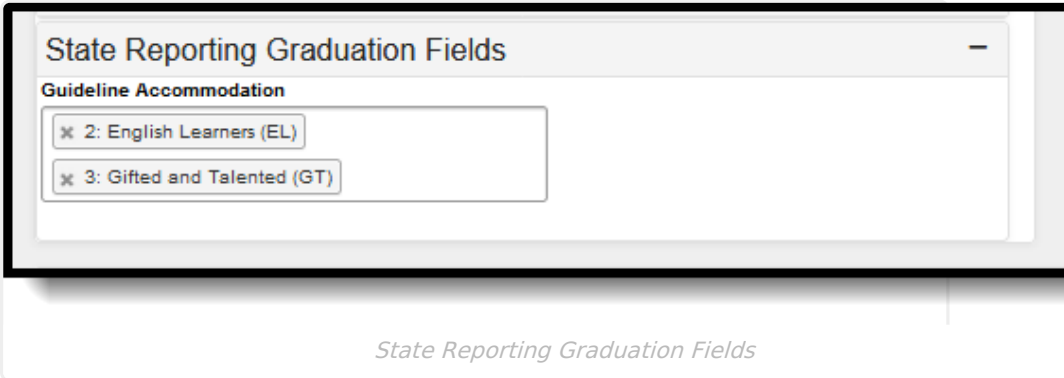 State Reporting Graduation Fields
Guideline Accommodation
2: English Learners (EL)
3: Gifted and Talented (GT)
State Reporting Graduation Fields